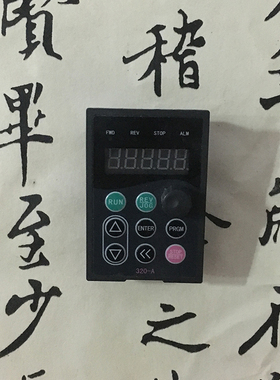 稽
之
賢畢至少
FWD REV STOP ALM
RUN
REV
JOG
ENTER
PRGM
320-A